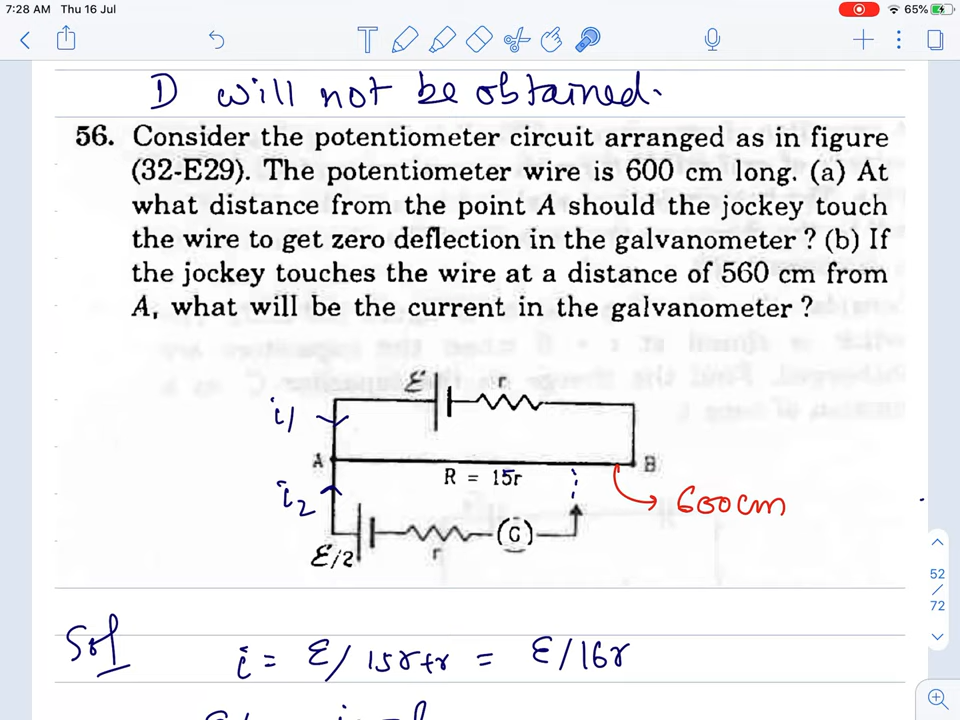 7:28 AM Thu 16 Jul
65%
T
D will not be obtained.
56. Consider the potentiometer circuit arranged as in figure
(32-E29). The potentiometer wire is 600 cm long. (a) At
what distance from the point A should the jockey touch
the wire to get zero deflection in the galvanometer ? (b) If
the jockey touches the wire at a distance of 560 cm from
A, what will be the current in the galvanometer ?
ℰ r
i1
A B
R = 15r
i2 600cm
G
ℰ/2 r
52
/
72
Sol i = ℰ/15r+r = ℰ/16r